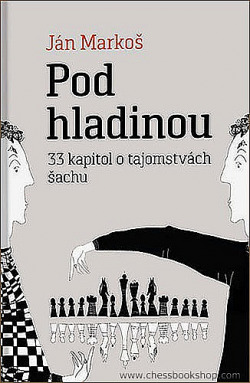 Ján Markoš
Pod
hladinou
33 kapitol o tajomstvách
šachu
www.chessbookshop.com